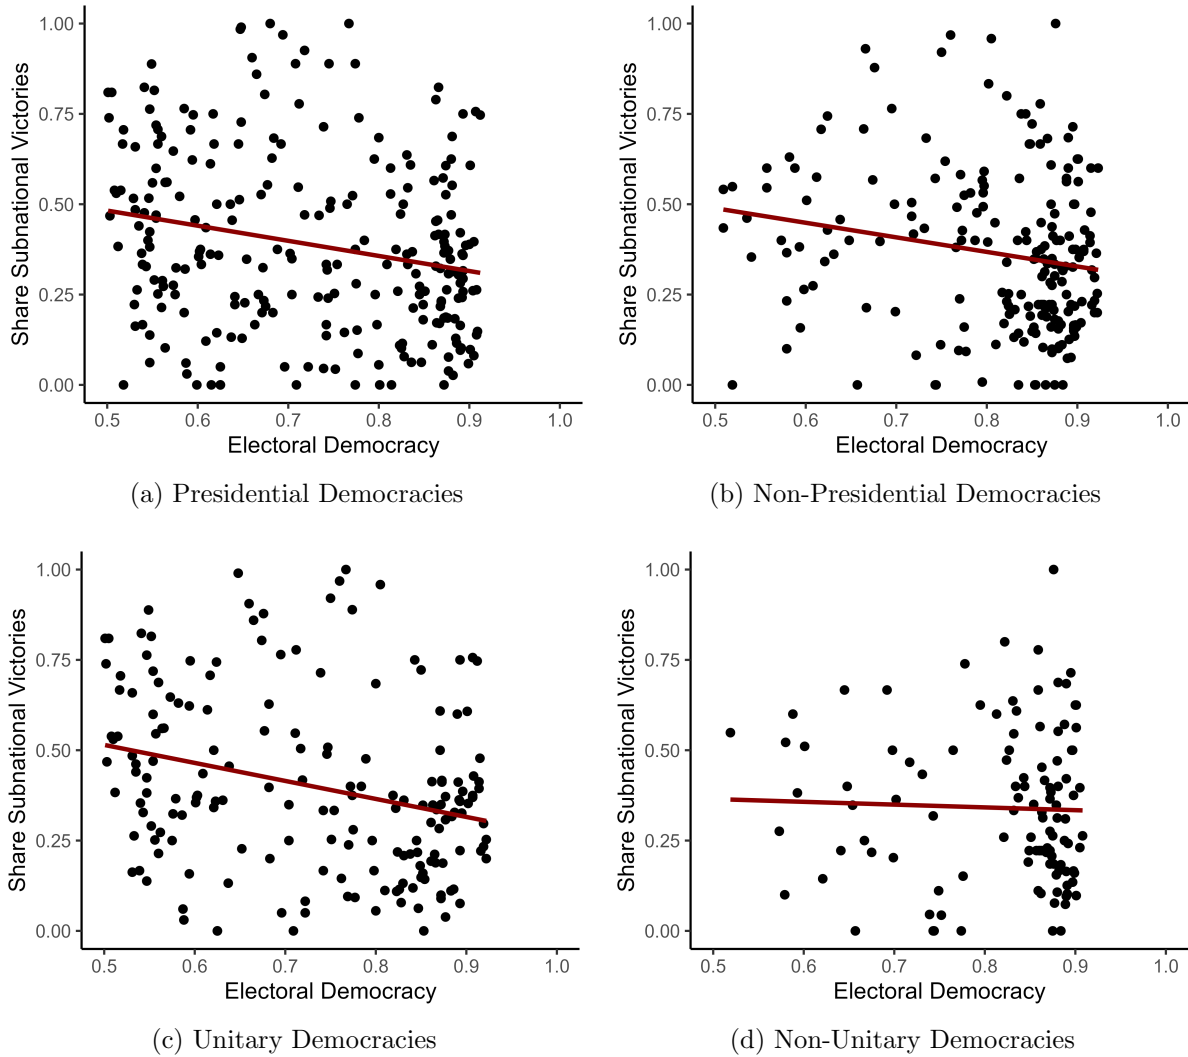 1.00
0.75
0.50
0.25
0.00
Share Subnational Victories
0.5 0.6 0.7 0.8 0.9 1.0
Electoral Democracy
(a) Presidential Democracies
1.00
0.75
0.50
0.25
0.00
Share Subnational Victories
0.5 0.6 0.7 0.8 0.9 1.0
Electoral Democracy
(b) Non-Presidential Democracies
1.00
0.75
0.50
0.25
0.00
Share Subnational Victories
0.5 0.6 0.7 0.8 0.9 1.0
Electoral Democracy
(c) Unitary Democracies
1.00
0.75
0.50
0.25
0.00
Share Subnational Victories
0.5 0.6 0.7 0.8 0.9 1.0
Electoral Democracy
(d) Non-Unitary Democracies